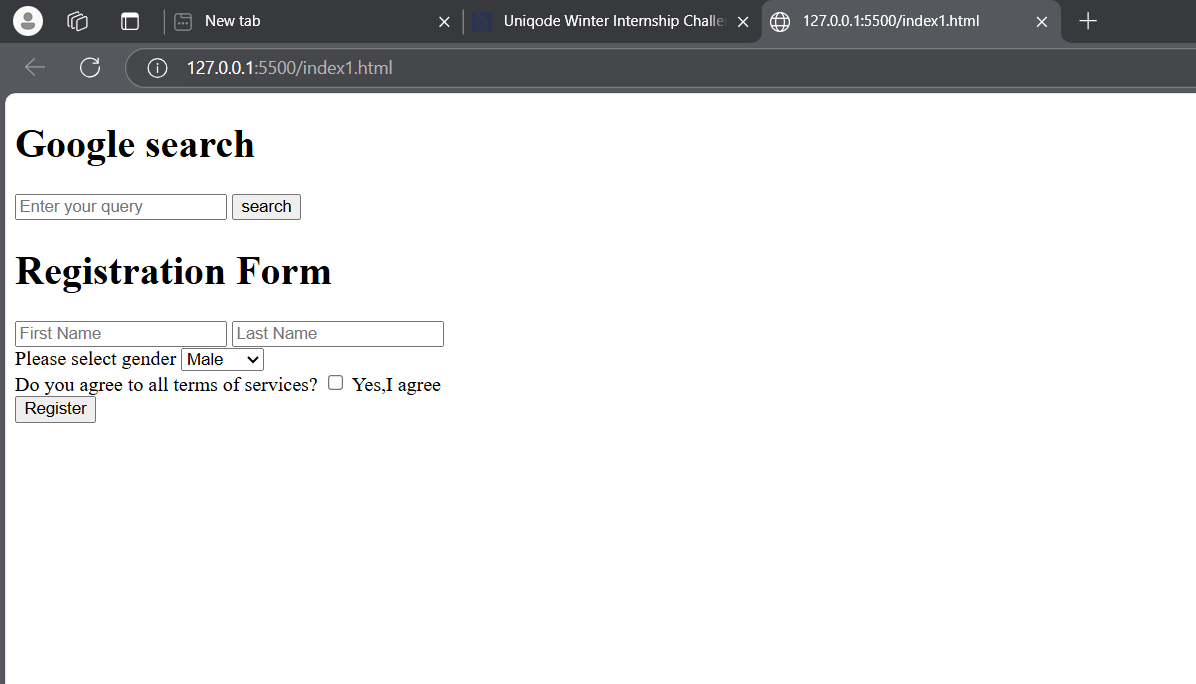 New tab
Uniqode Winter Internship Challe
127.0.0.1:5500/index1.html
127.0.0.1:5500/index1.html
Google search
Enter your query search
Registration Form
First Name Last Name
Please select gender Male
Do you agree to all terms of services? Yes,I agree
Register